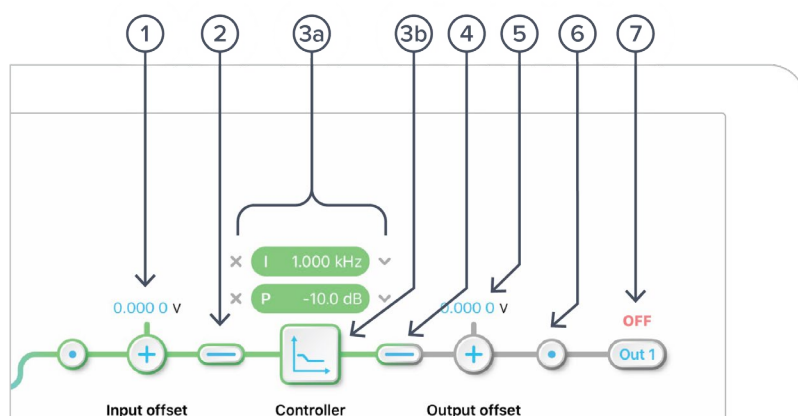 1 2 3a 3b 4 5 6 7
I 1.000 kHz
P -10.0 dB
0.000 0 V 0.000 0 V
OFF
Out 1
Input offset Controller Output offset